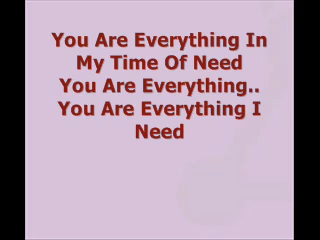 You Are Everything In
My Time Of Need
You Are Everything..
You Are Everything I
Need